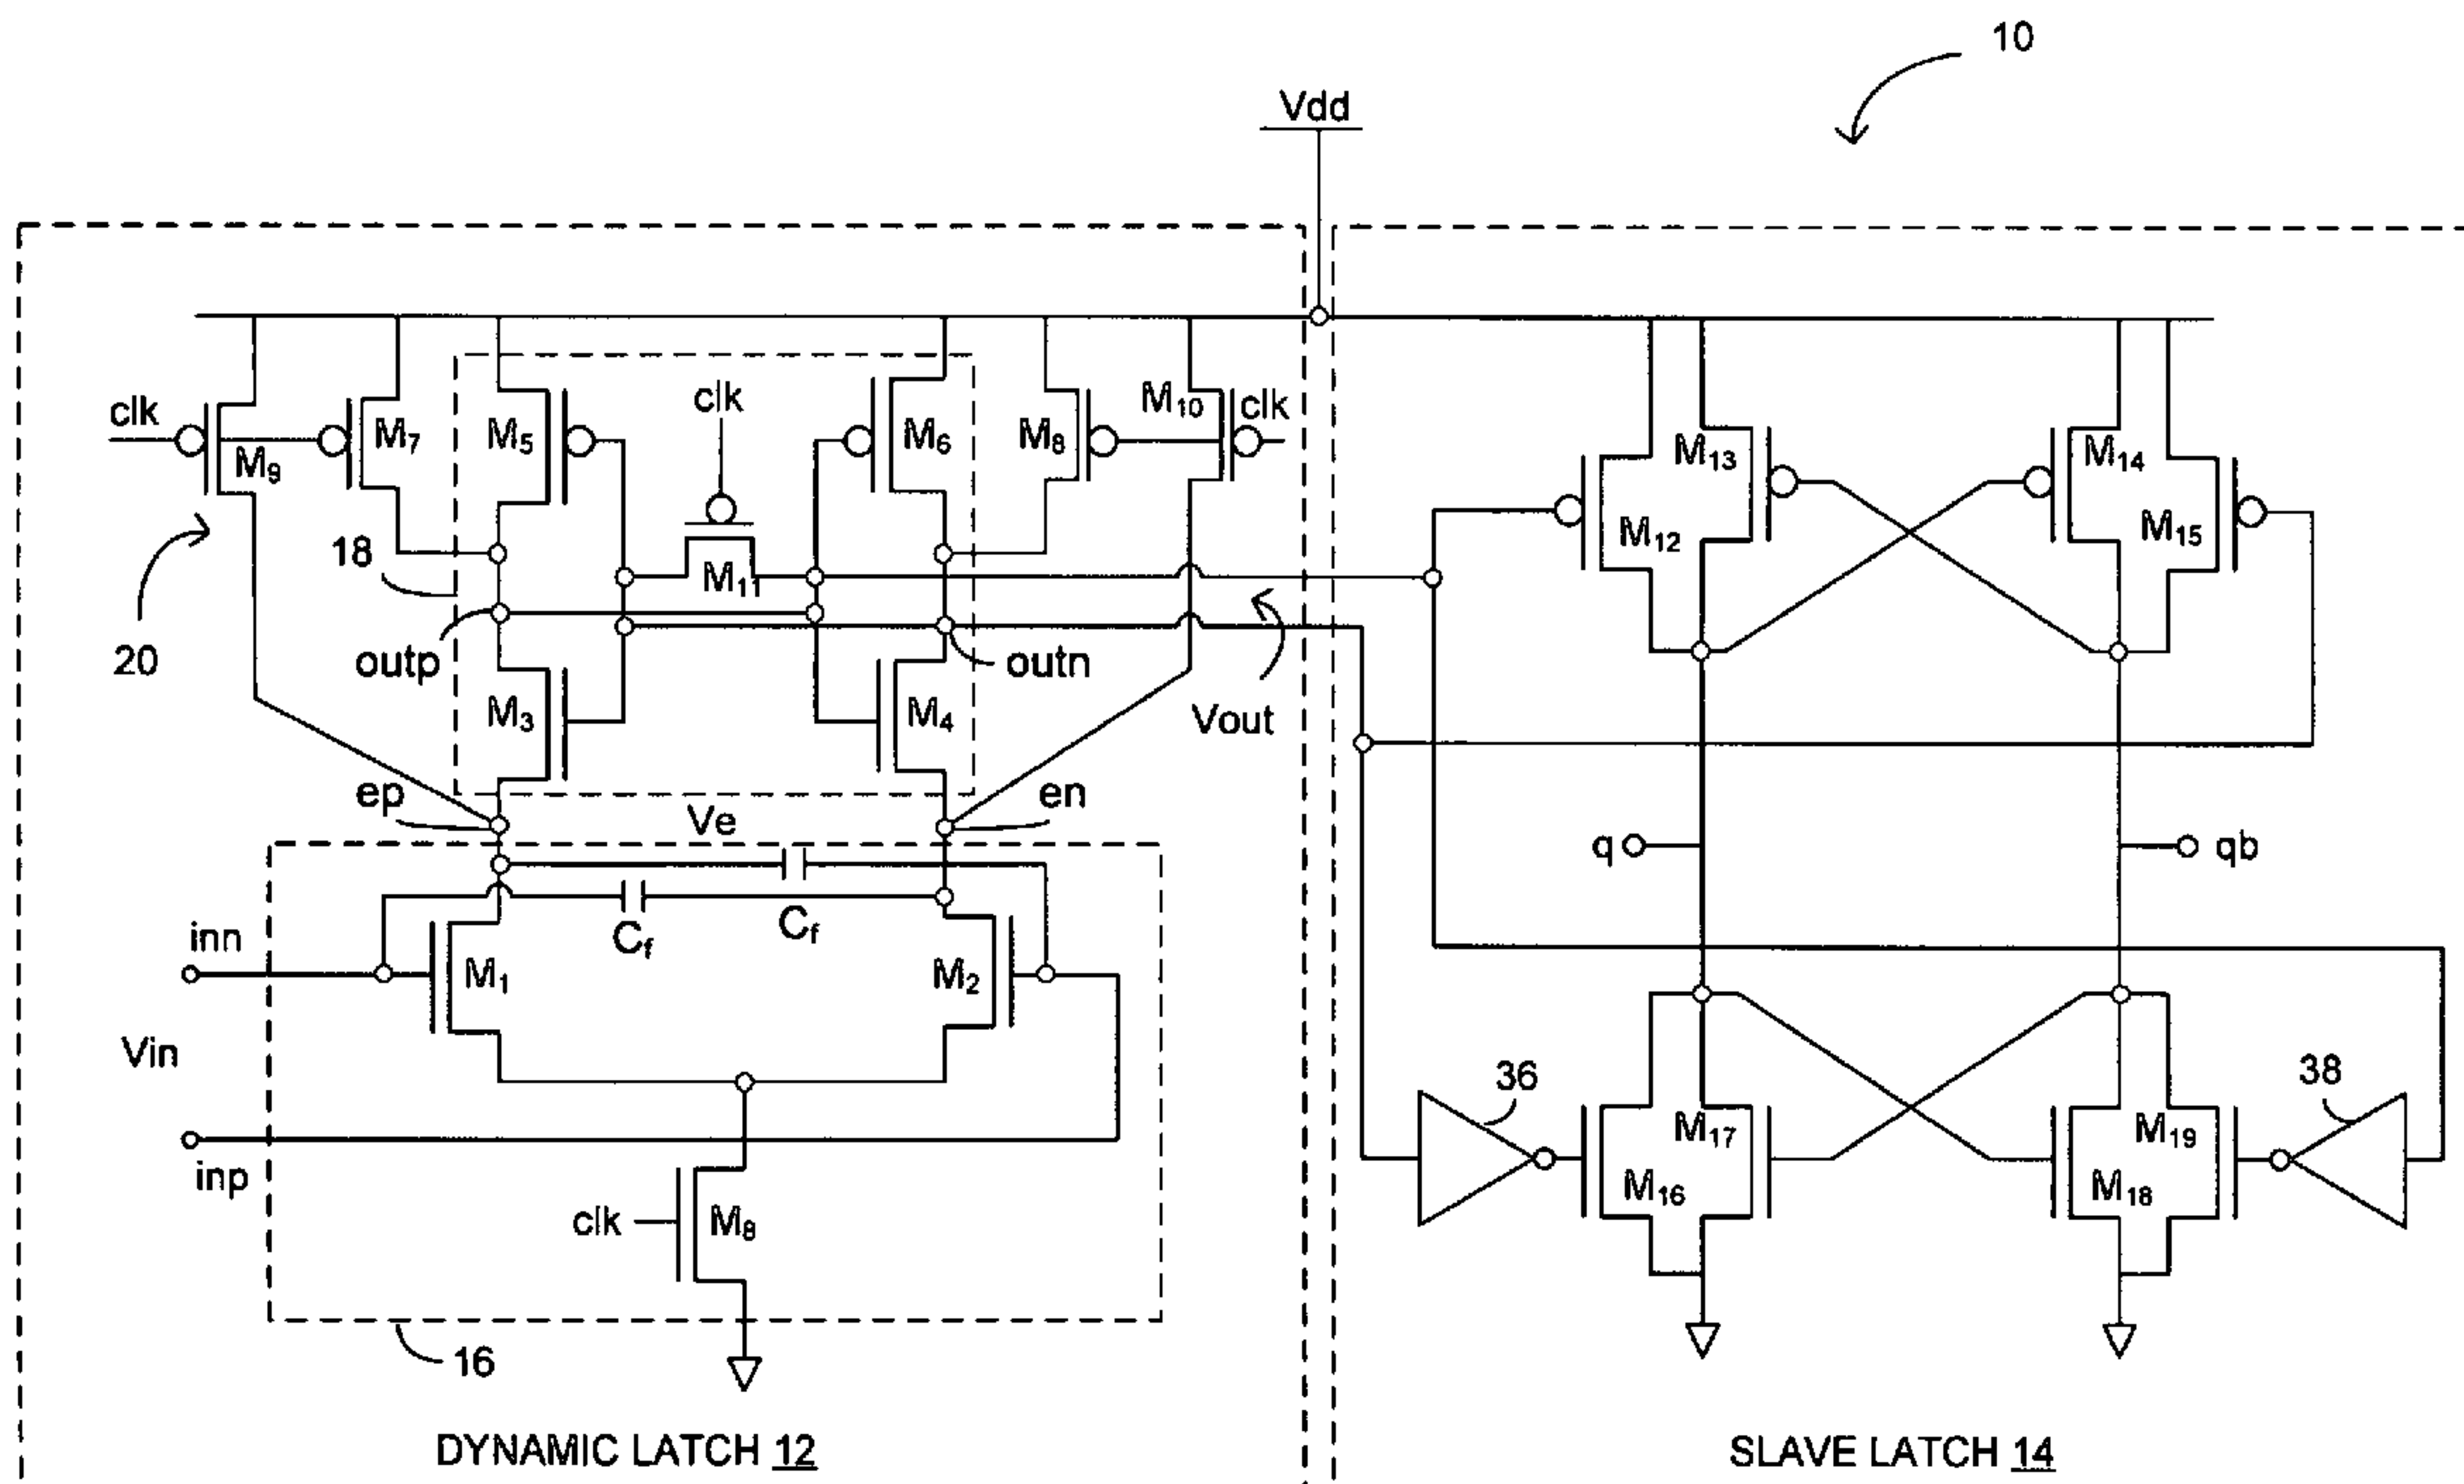 10
Vdd
clk
M9
M7
M5
clk
M6
M8
M10
clk
M13
M14
M12
M15
18
M11
20
outp
outn
M3
M4
Vout
ep
Ve
en
q
qb
inn
Cf
Cf
M1
M2
Vin
36
38
M17
M19
inp
M16
M18
clk
M8
16
DYNAMIC LATCH 12
SLAVE LATCH 14